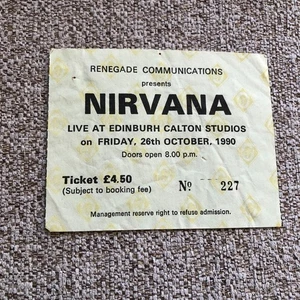 RENEGADE COMMUNICATIONS
presents
NIRVANA
LIVE AT EDINBURGH CALTON STUDIOS
on FRIDAY, 26th OCTOBER, 1990
Doors open 8.00 p.m.
Ticket £4.50
(Subject to booking fee)
Nº 227
Management reserve right to refuse admission.